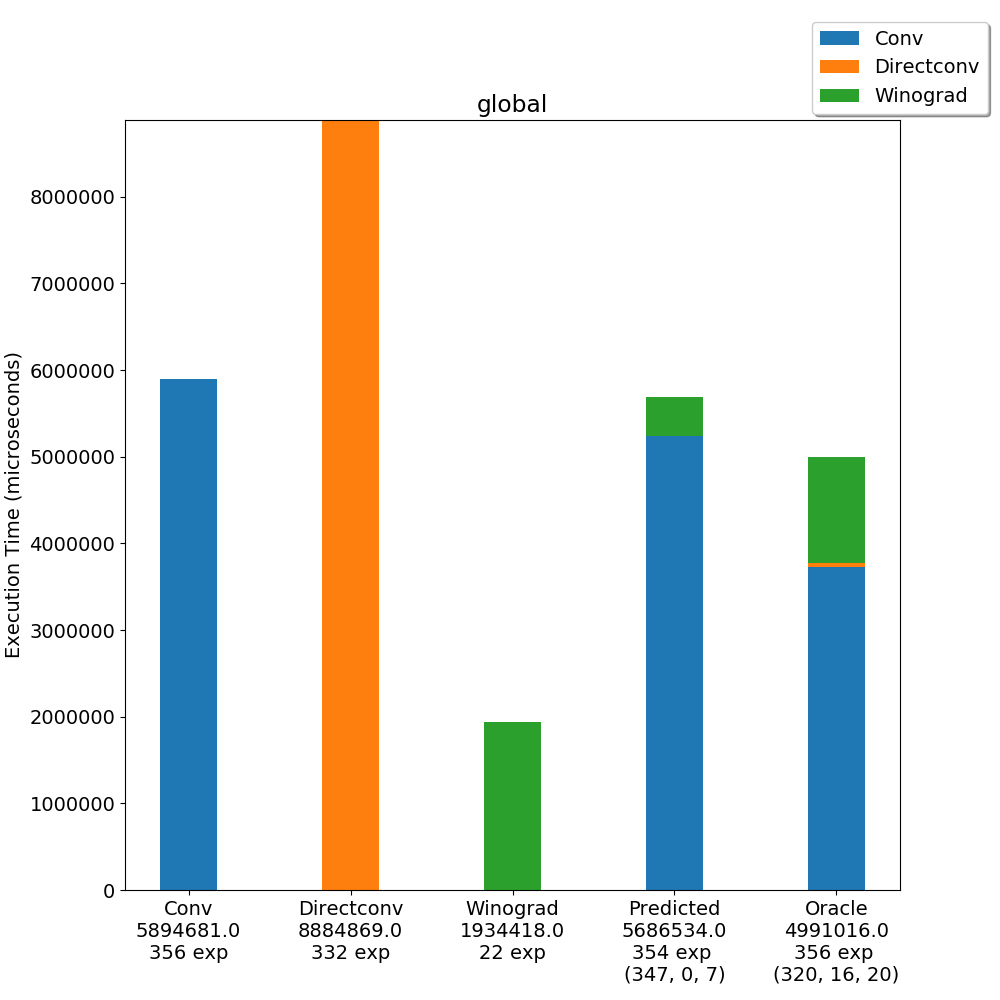 Conv
Directconv
Winograd
global
Execution Time (microseconds)
8000000
7000000
6000000
5000000
4000000
3000000
2000000
1000000
0
Conv
5894681.0
356 exp
Directconv
8884869.0
332 exp
Winograd
1934418.0
22 exp
Predicted
5686534.0
354 exp
(347, 0, 7)
Oracle
4991016.0
356 exp
(320, 16, 20)